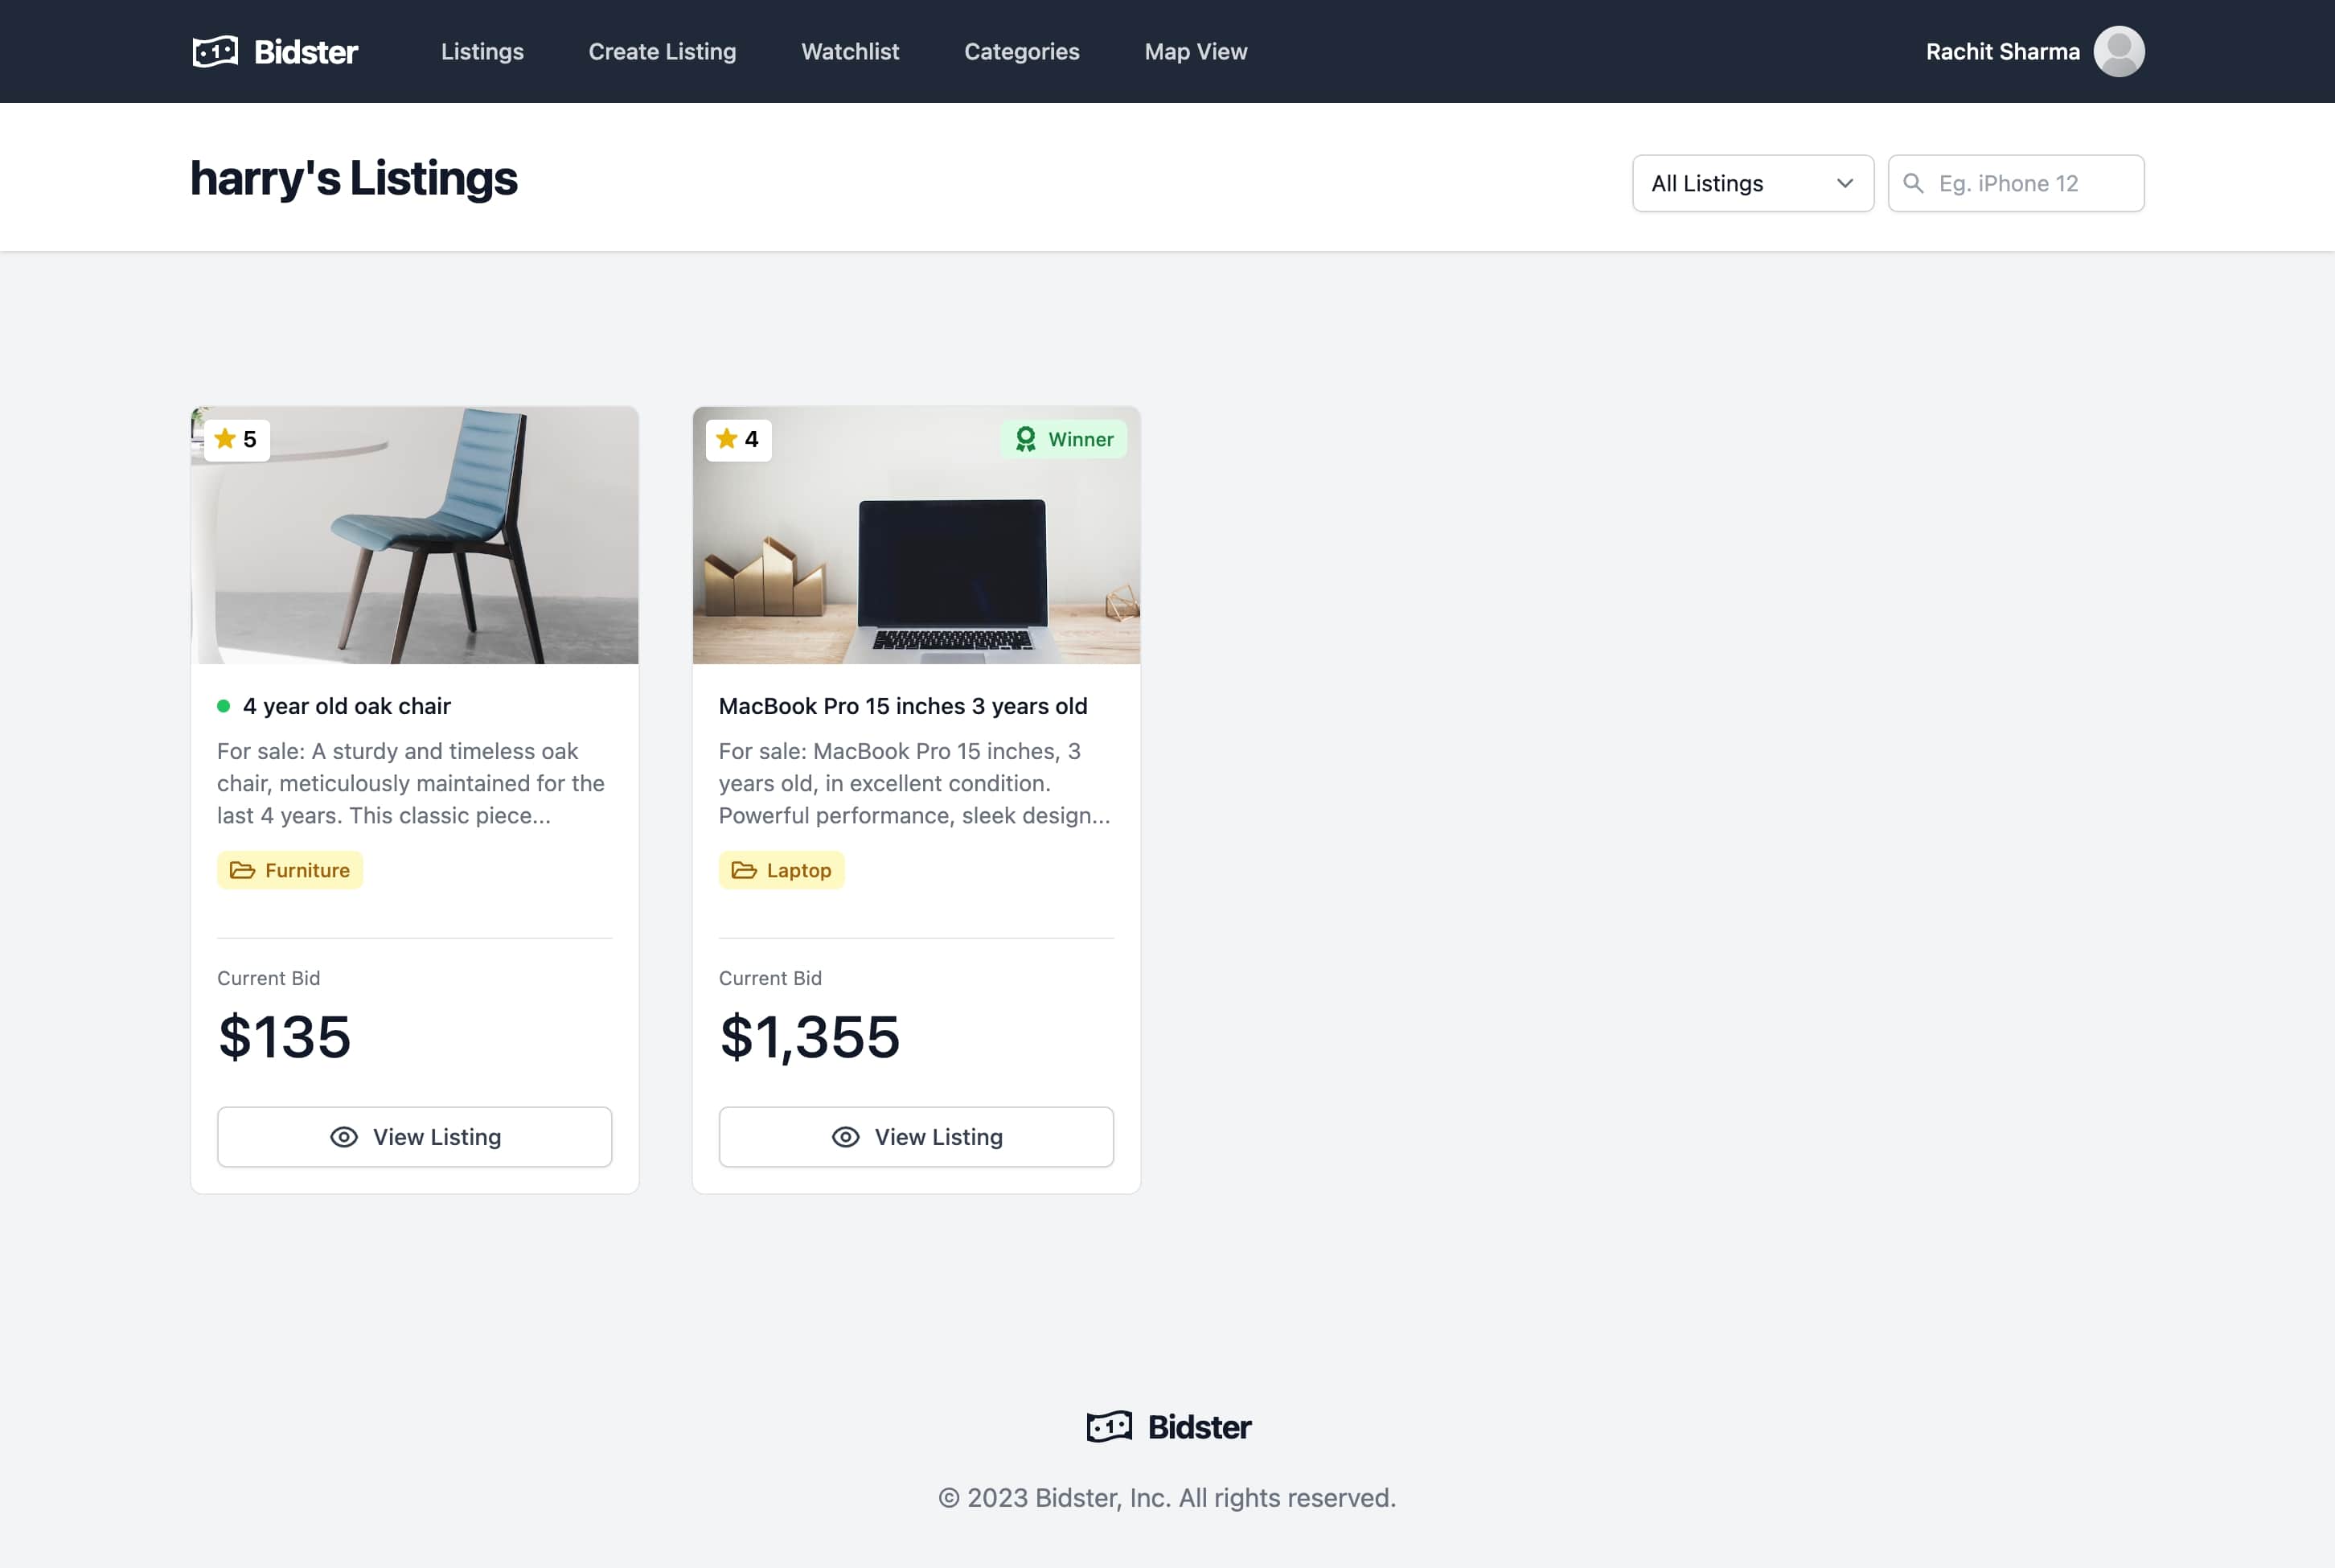 Bidster
Listings
Create Listing
Watchlist
Categories
Map View
Rachit Sharma
harry's Listings
All Listings
Eg. iPhone 12
5
4 year old oak chair
For sale: A sturdy and timeless oak
chair, meticulously maintained for the
last 4 years. This classic piece...
Furniture
Current Bid
$135
View Listing
4
Winner
MacBook Pro 15 inches 3 years old
For sale: MacBook Pro 15 inches, 3
years old, in excellent condition.
Powerful performance, sleek design...
Laptop
Current Bid
$1,355
View Listing
Bidster
© 2023 Bidster, Inc. All rights reserved.